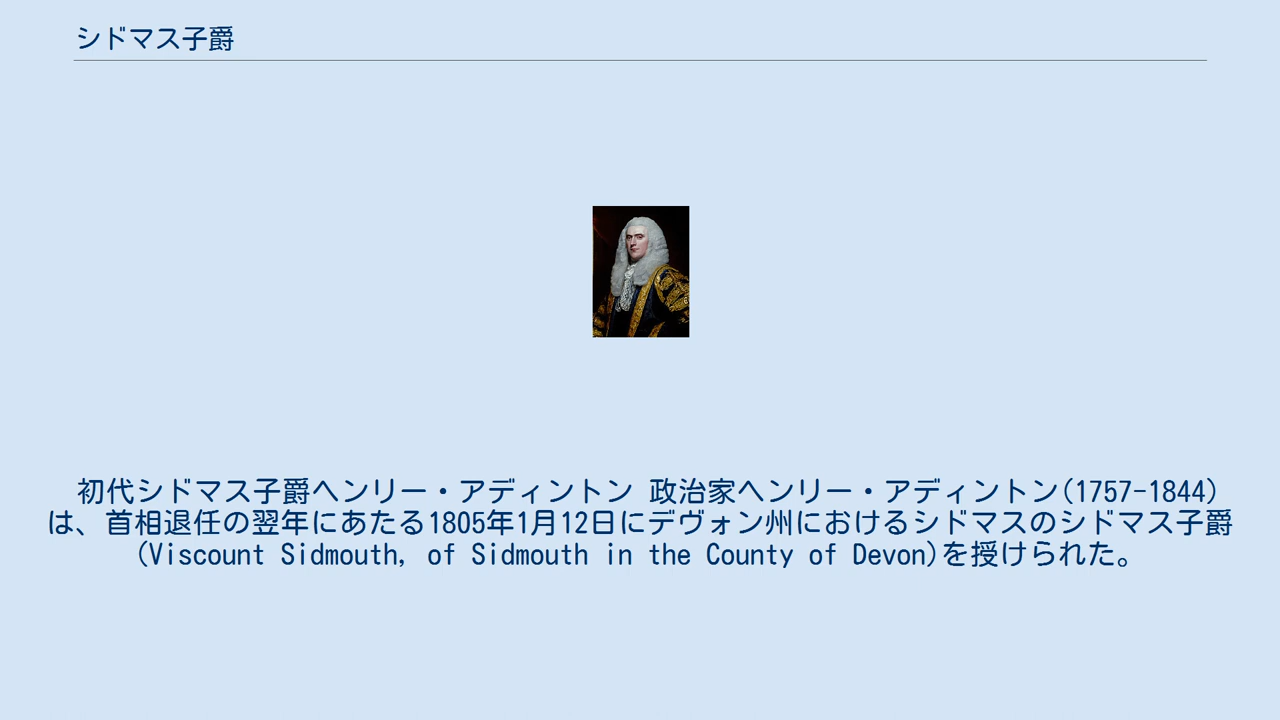 シドマス子爵
初代シドマス子爵ヘンリー・アディントン 政治家ヘンリー・アディントン(1757-1844)
は、首相退任の翌年にあたる1805年1月12日にデヴォン州におけるシドマスのシドマス子爵
(Viscount Sidmouth, of Sidmouth in the County of Devon)を授けられた。